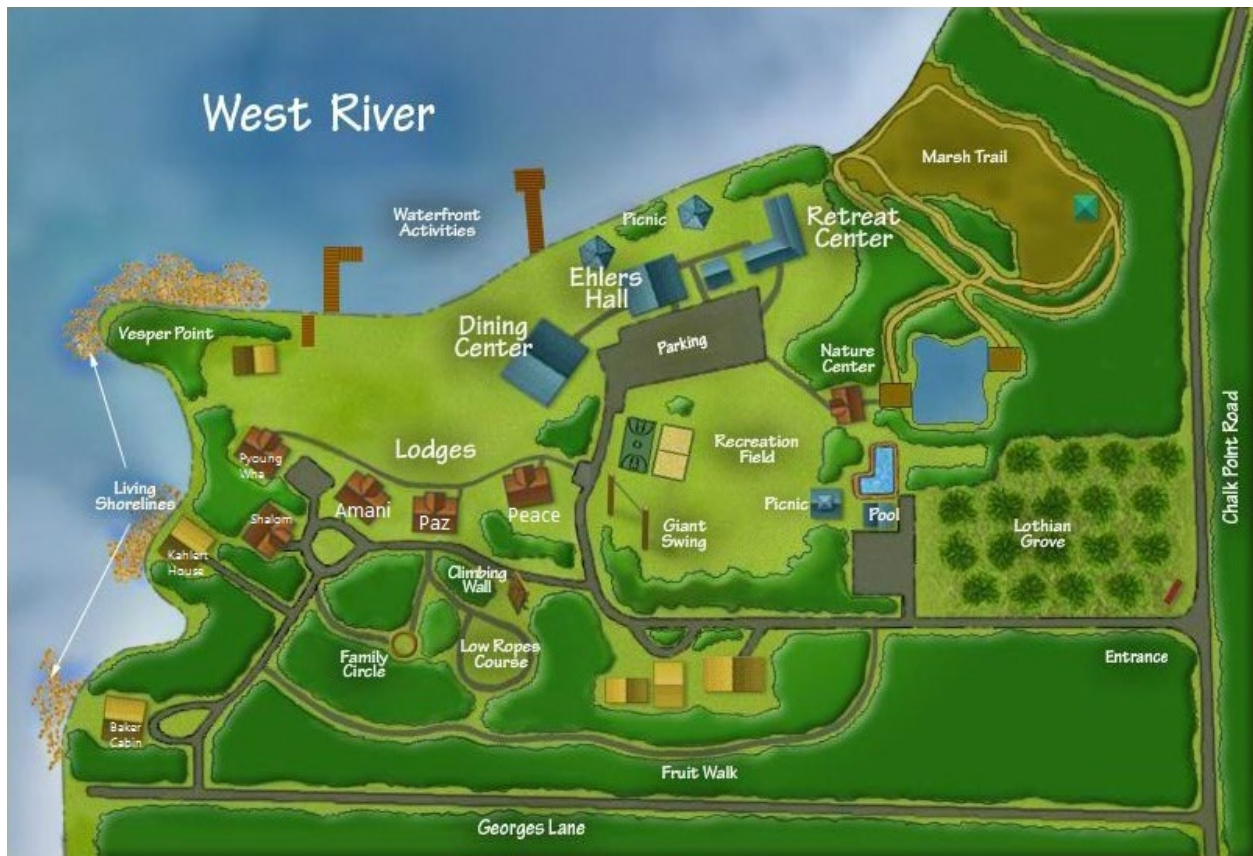 West River
Marsh Trail
Waterfront
Activities
Picnic
Retreat
Center
Ehlers
Hall
Dining
Center
Parking
Vesper Point
Nature
Center
Chalk Point Road
Recreation
Field
Lodges
Pyoung
Wha
Living
Shorelines
Amani
Paz
Peace
Shalom
Picnic
Pool
Giant
Swing
Lothian
Grove
Kahlert
House
Climbing
Wall
Low Ropes
Course
Family
Circle
Entrance
Baker
Cabin
Fruit Walk
Georges Lane